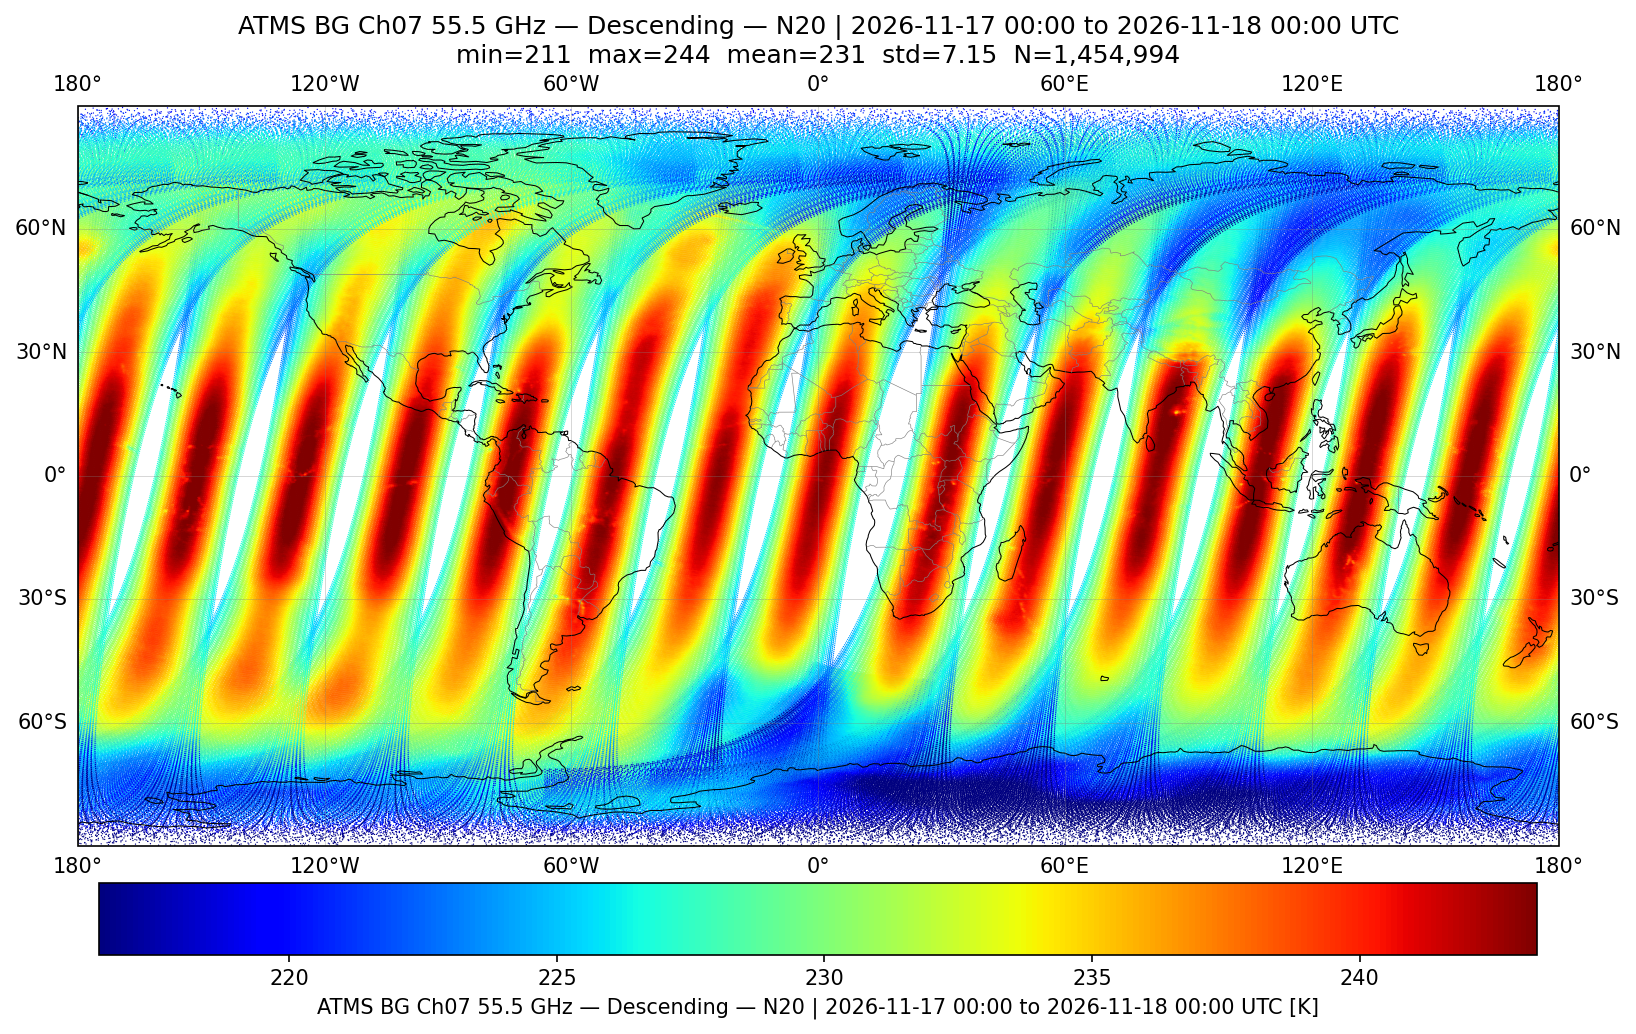 ATMS BG Ch07 55.5 GHz — Descending — N20 | 2026-11-17 00:00 to 2026-11-18 00:00 UTC
min=211  max=244  mean=231  std=7.15  N=1,454,994
180° 120°W 60°W 0° 60°E 120°E 180°
60°N 60°N
30°N 30°N
0° 0°
30°S 30°S
60°S 60°S
180° 120°W 60°W 0° 60°E 120°E 180°
220 225 230 235 240
ATMS BG Ch07 55.5 GHz — Descending — N20 | 2026-11-17 00:00 to 2026-11-18 00:00 UTC [K]